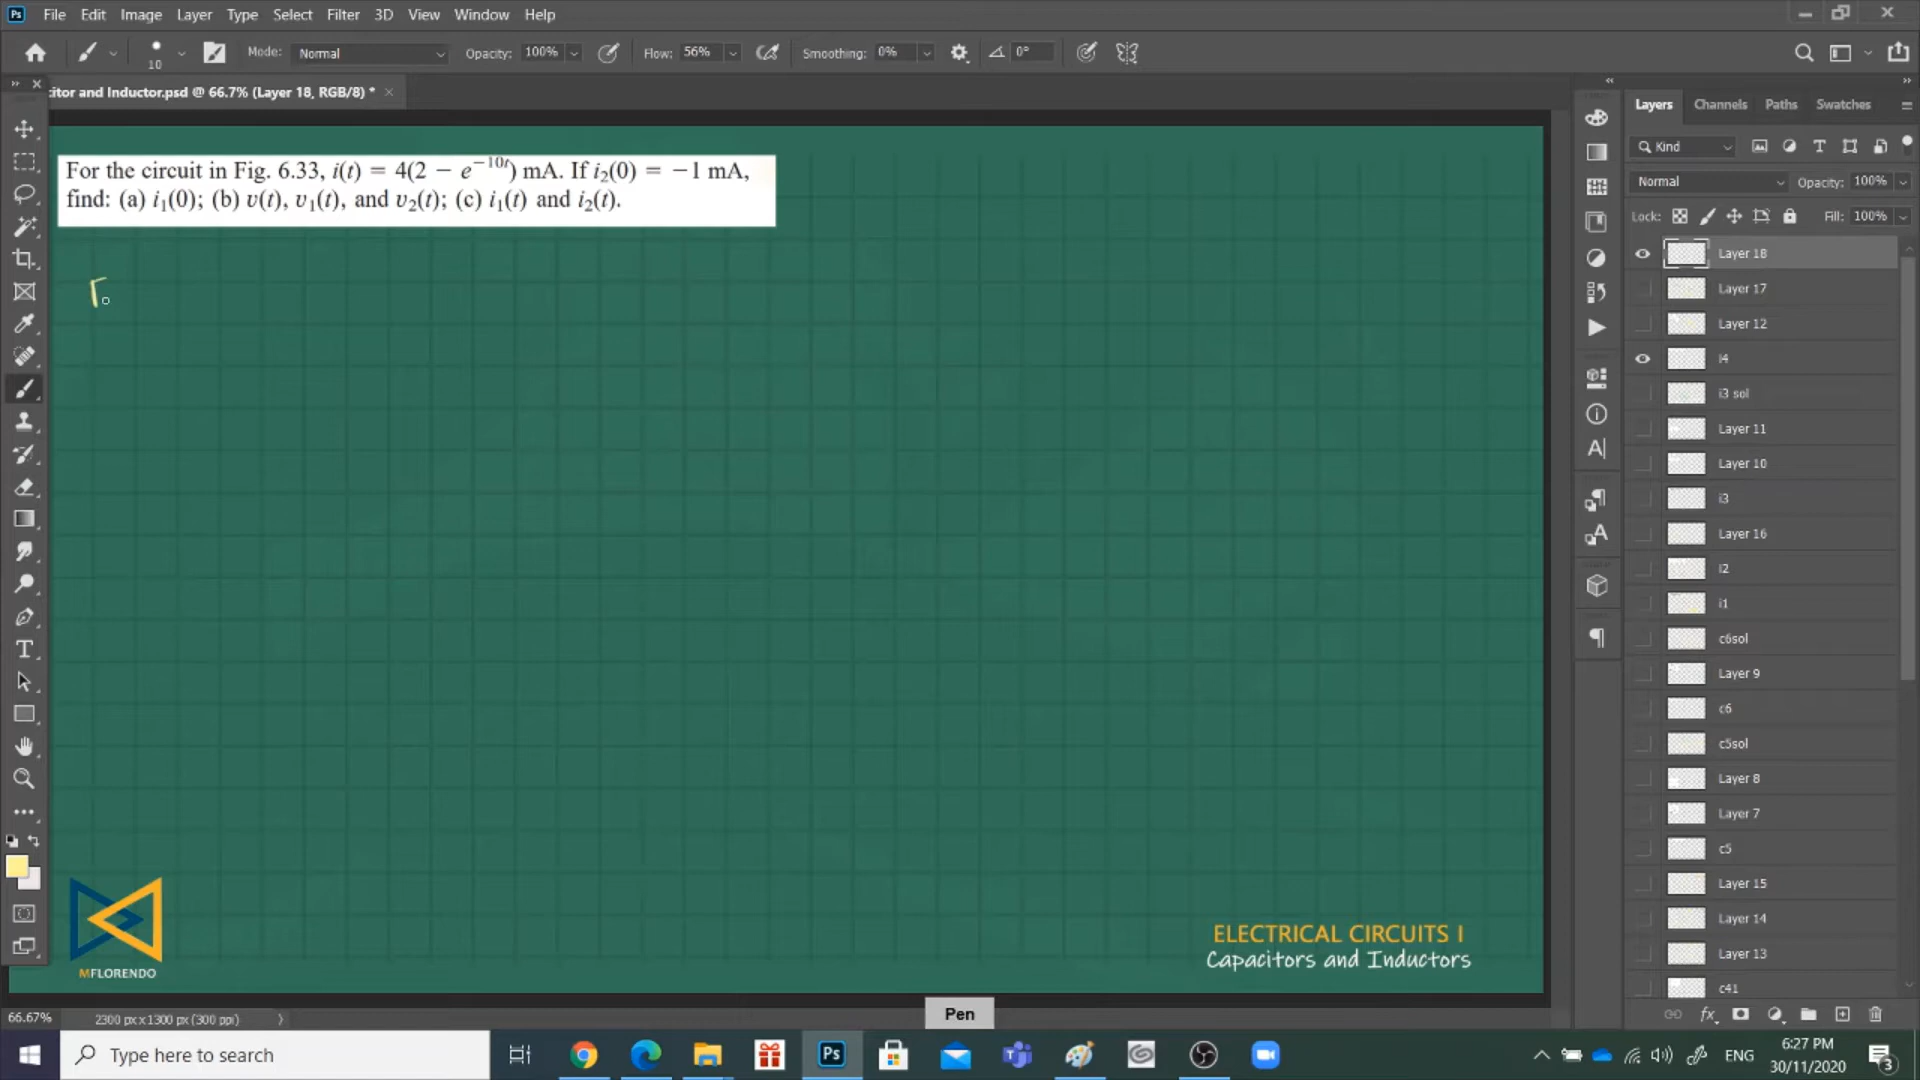 Ps File Edit Image Layer Type Select Filter 3D View Window Help
10 Mode: Normal Opacity: 100% Flow: 56% Smoothing: 0% 0°
itor and Inductor.psd @ 66.7% (Layer 18, RGB/8) *
For the circuit in Fig. 6.33, i(t) = 4(2 − e^−10t) mA. If i₂(0) = −1 mA,
find: (a) i₁(0); (b) v(t), v₁(t), and v₂(t); (c) i₁(t) and i₂(t).
MFLORENDO
ELECTRICAL CIRCUITS I
Capacitors and Inductors
Layers Channels Paths Swatches
Kind
Normal Opacity: 100%
Lock: Fill: 100%
Layer 18
Layer 17
Layer 12
i4
i3 sol
Layer 11
Layer 10
i3
Layer 16
i2
i1
c6sol
Layer 9
c6
c5sol
Layer 8
Layer 7
c5
Layer 15
Layer 14
Layer 13
c41
fx
66.67% 2300 px x 1300 px (300 ppi)
Pen
Type here to search
Ps
ENG
6:27 PM
30/11/2020
3